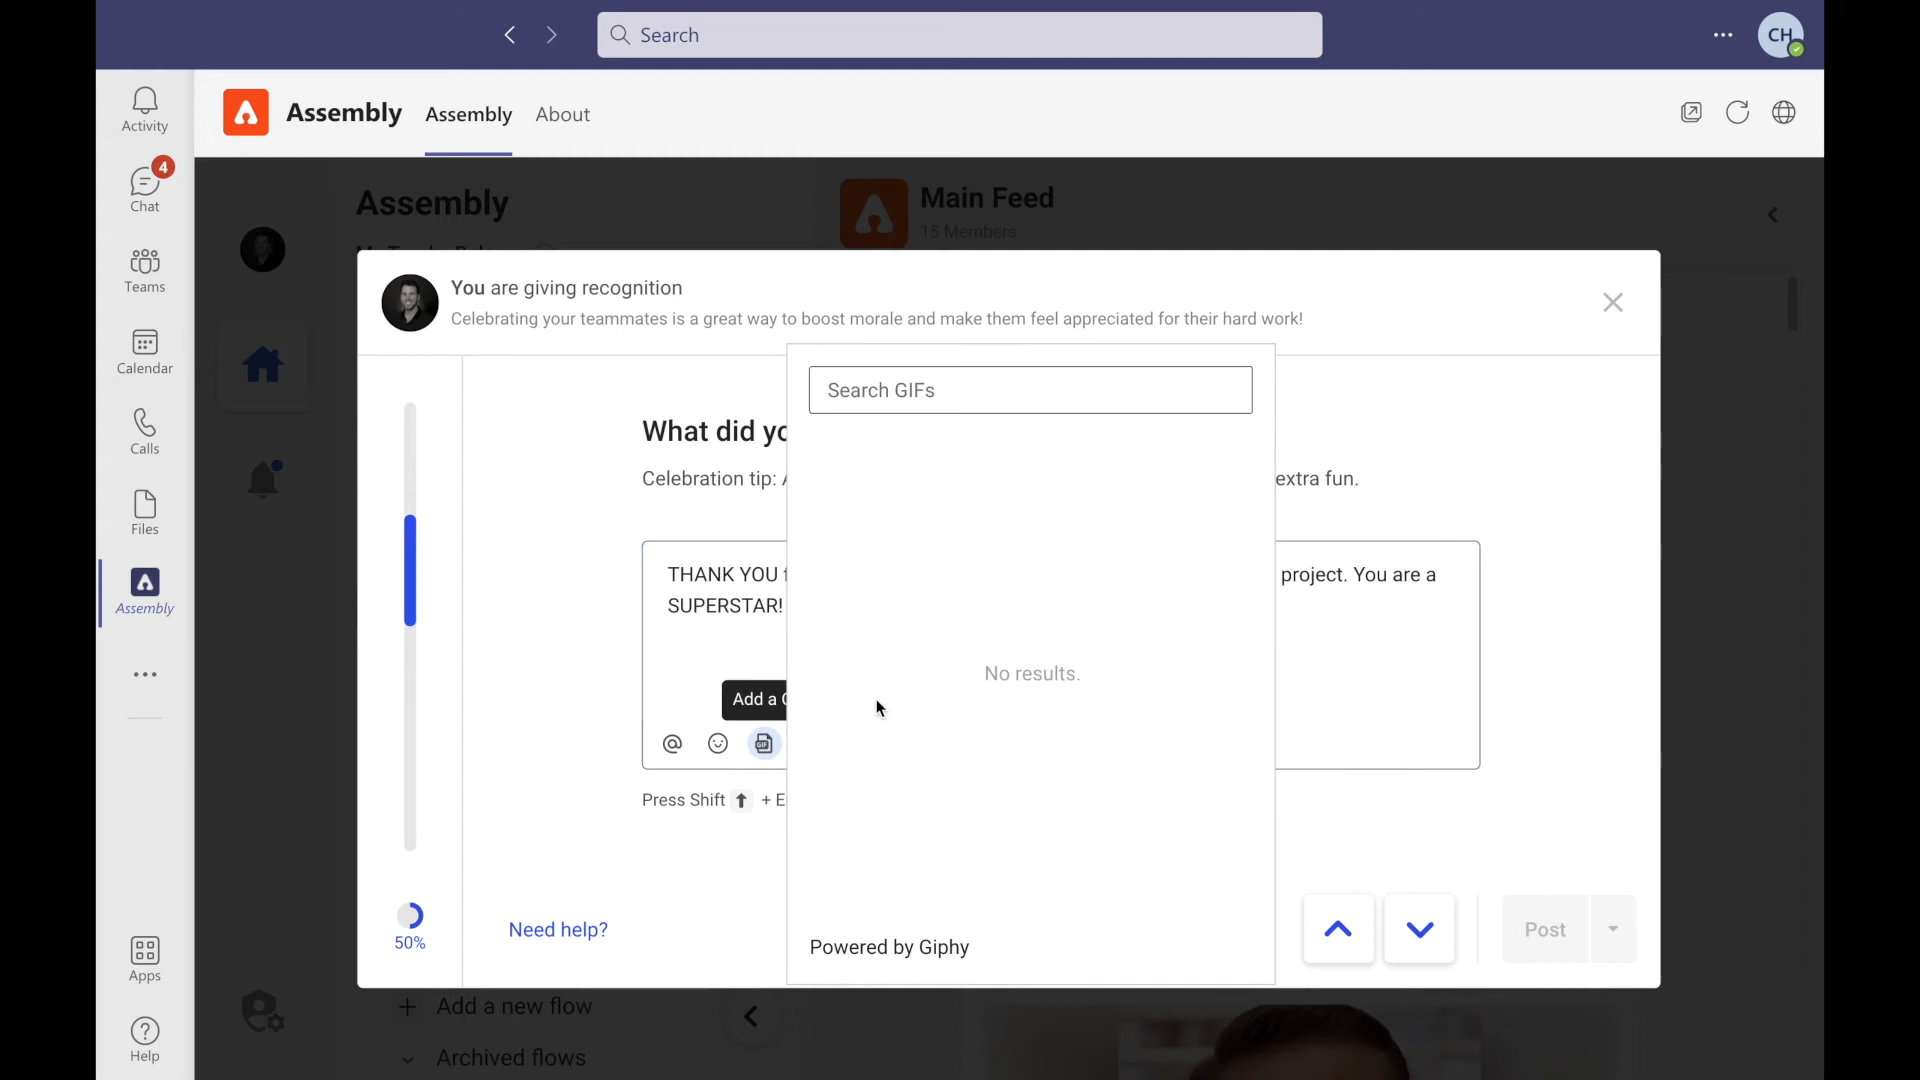 Search
CH
Activity
4
Chat
Teams
Calendar
Calls
Files
Assembly
Apps
Help
Assembly
Assembly
About
Assembly
Main Feed
15 Members
You are giving recognition
Celebrating your teammates is a great way to boost morale and make them feel appreciated for their hard work!
Search GIFs
What did yo
Celebration tip:
extra fun.
THANK YOU
project. You are a
SUPERSTAR!
No results.
Add a
GIF
Press Shift + E
50%
Need help?
Powered by Giphy
Post
Add a new flow
Archived flows